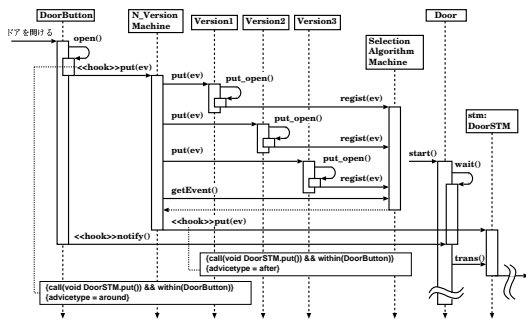 DoorButton
N_Version
Machine
Version1
Version2
Version3
Selection
Algorithm
Machine
Door
stm:
DoorSTM
ドアを開ける
open()
<<hook>>put(ev)
put(ev)
put_open()
regist(ev)
put(ev)
put_open()
regist(ev)
put(ev)
put_open()
regist(ev)
start()
wait()
getEvent()
<<hook>>put(ev)
<<hook>>notify()
trans()
{call(void DoorSTM.put()) && within(DoorButton)}
{advicetype = after}
{call(void DoorSTM.put()) && within(DoorButton)}
{advicetype = around}